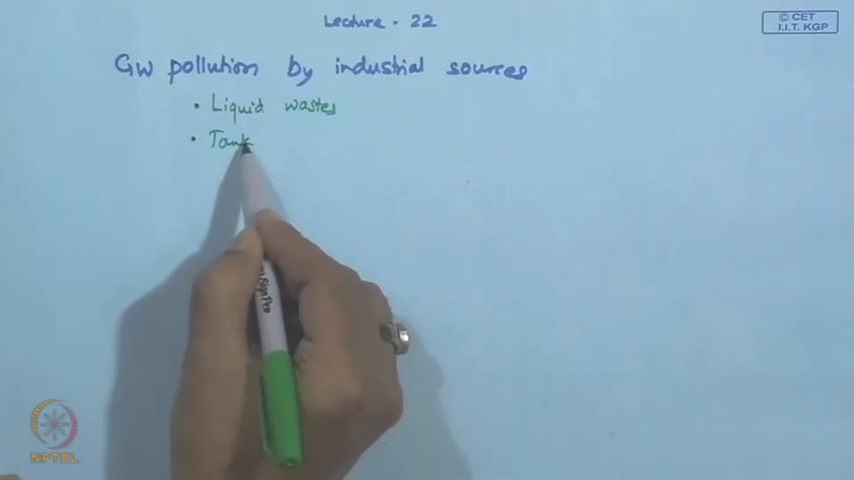 Lecture - 22
© CET
I.I.T. KGP
GW pollution by industrial sources
• Liquid wastes
• Tank
NPTEL